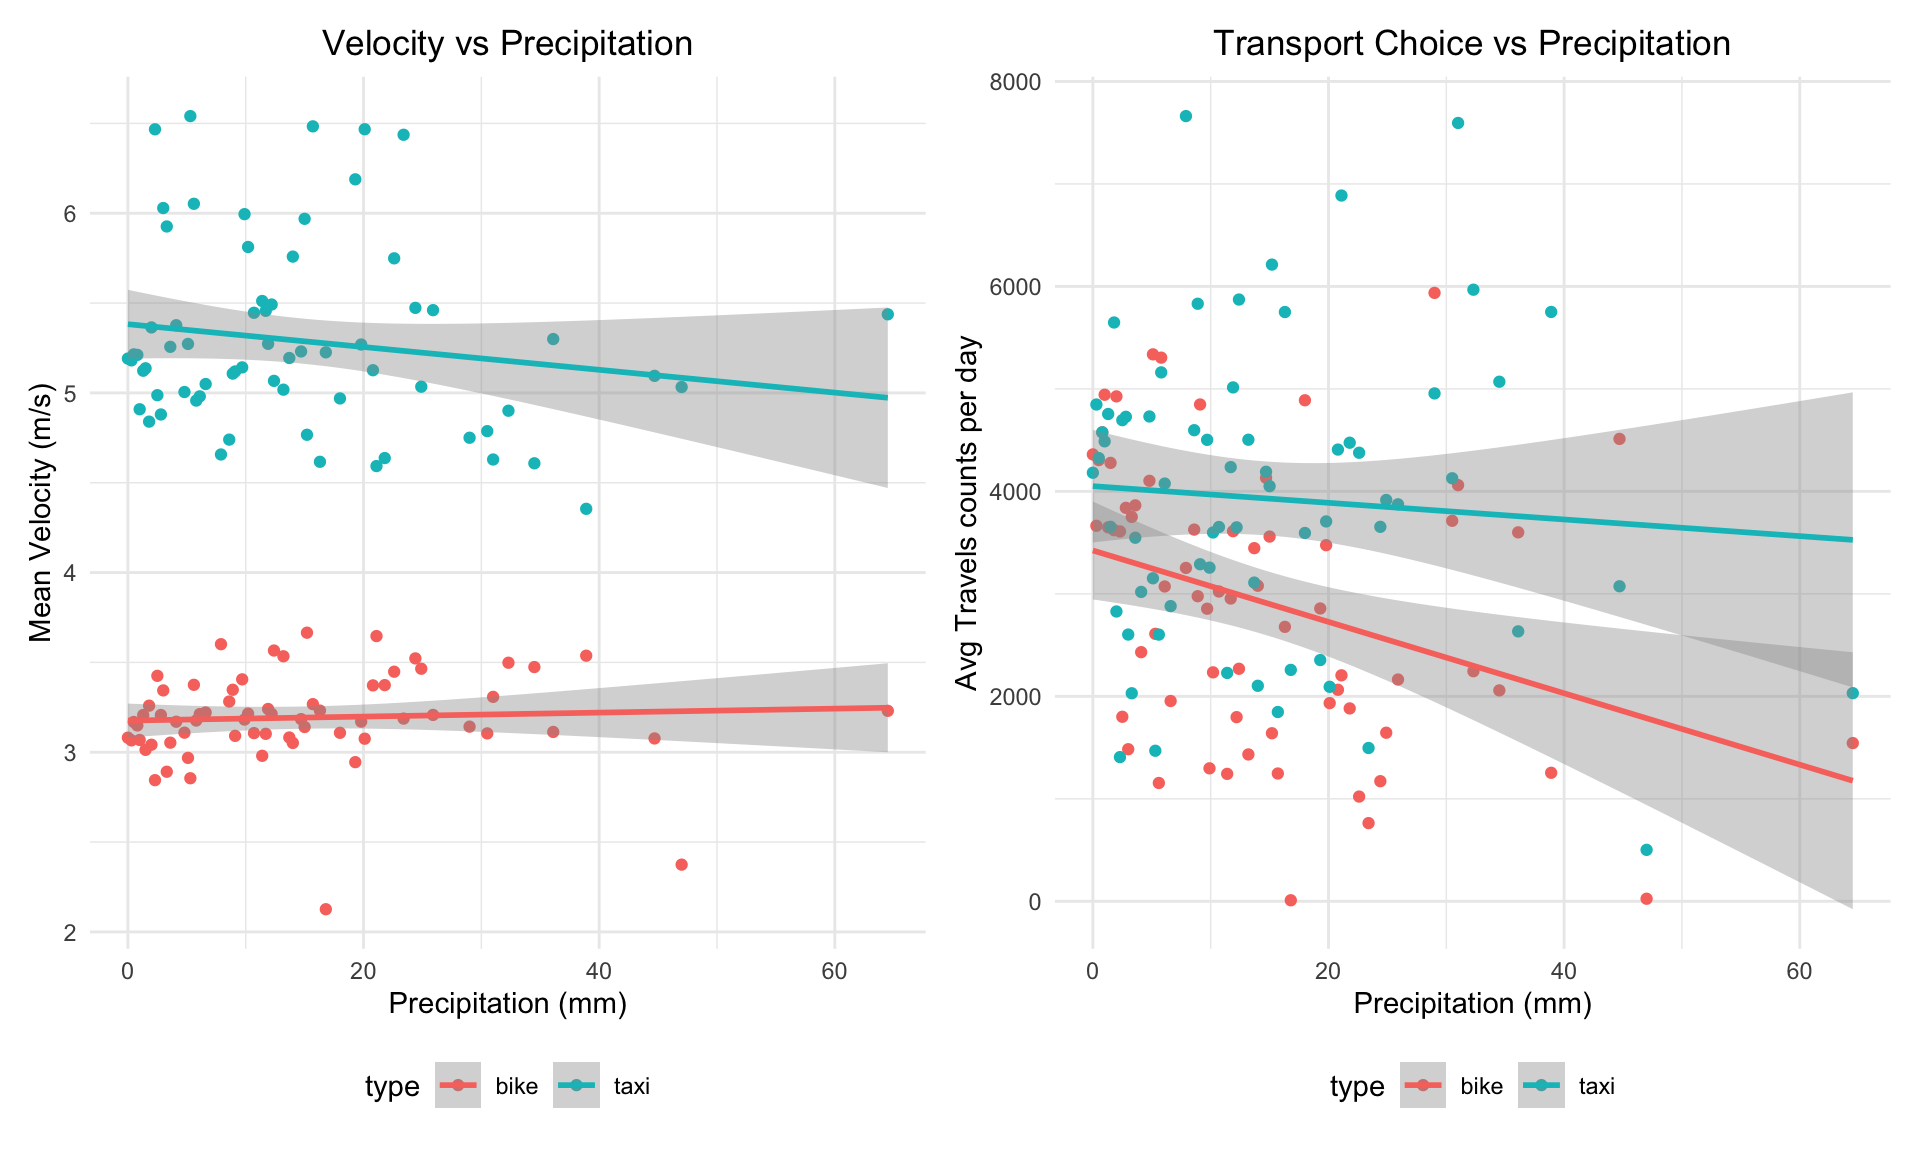 Velocity vs Precipitation
Mean Velocity (m/s)
6
5
4
3
2
0 20 40 60
Precipitation (mm)
type bike taxi
Transport Choice vs Precipitation
Avg Travels counts per day
8000
6000
4000
2000
0
0 20 40 60
Precipitation (mm)
type bike taxi